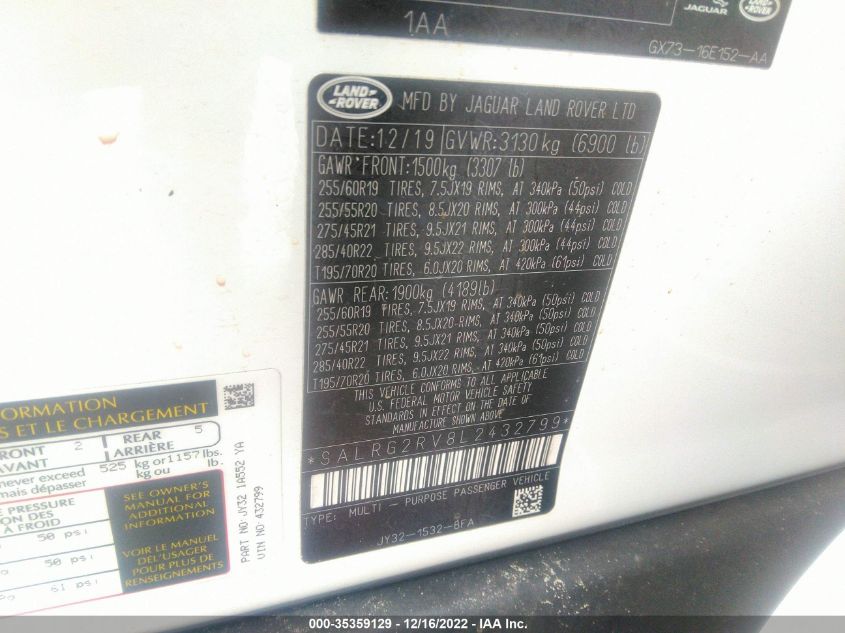 JAGUAR
1AA
GX73-16E152-AA
LAND ROVER
MFD BY JAGUAR LAND ROVER LTD
DATE:12/19 GVWR:3130kg (6900 lb)
GAWR FRONT:1500kg (3307 lb)
255/60R19 TIRES, 7.5JX19 RIMS, AT 340kPa (50psi) COLD
255/55R20 TIRES, 8.5JX20 RIMS, AT 300kPa (44psi) COLD
275/45R21 TIRES, 9.5JX21 RIMS, AT 300kPa (44psi) COLD
285/40R22 TIRES, 9.5JX22 RIMS, AT 300kPa (44psi) COLD
T195/70R20 TIRES, 6.0JX20 RIMS, AT 420kPa (61psi) COLD
GAWR REAR:1900kg (4189lb)
255/60R19 TIRES, 7.5JX19 RIMS, AT 340kPa (50psi) COLD
255/55R20 TIRES, 8.5JX20 RIMS, AT 340kPa (50psi) COLD
275/45R21 TIRES, 9.5JX21 RIMS, AT 340kPa (50psi) COLD
285/40R22 TIRES, 9.5JX22 RIMS, AT 340kPa (50psi) COLD
T195/70R20 TIRES, 6.0JX20 RIMS, AT 420kPa (61psi) COLD
THIS VEHICLE CONFORMS TO ALL APPLICABLE
U.S. FEDERAL MOTOR VEHICLE SAFETY
STANDARDS IN EFFECT ON THE DATE OF
MANUFACTURE SHOWN ABOVE.
*SALRG2RV8L2432799*
TYPE: MULTI - PURPOSE PASSENGER VEHICLE
JY32-1532-BFA
FORMATION
S ET LE CHARGEMENT
FRONT 2 REAR 5
AVANT ARRIÈRE
never exceed 525 kg or 1157 lbs.
mais dépasser kg ou lb.
E PRESSURE
ON DES
À FROID
50 psi
50 psi
61 psi
SEE OWNER'S
MANUAL FOR
ADDITIONAL
INFORMATION
VOIR LE MANUEL
DE L'USAGER
POUR PLUS DE
RENSEIGNEMENTS
PART NO: JY32 1A552 YA
VIN NO: 432799
000-35359129 - 12/16/2022 - IAA Inc.